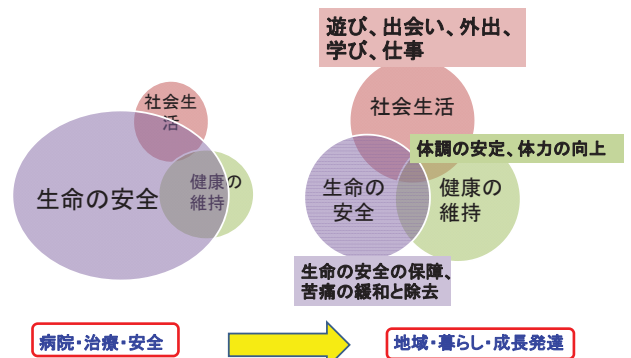 遊び、出会い、外出、
学び、仕事
社会生
活
生命の安全
健康の
維持
社会生活
体調の安定、体力の向上
生命の
安全
健康の
維持
生命の安全の保障、
苦痛の緩和と除去
病院・治療・安全
地域・暮らし・成長発達